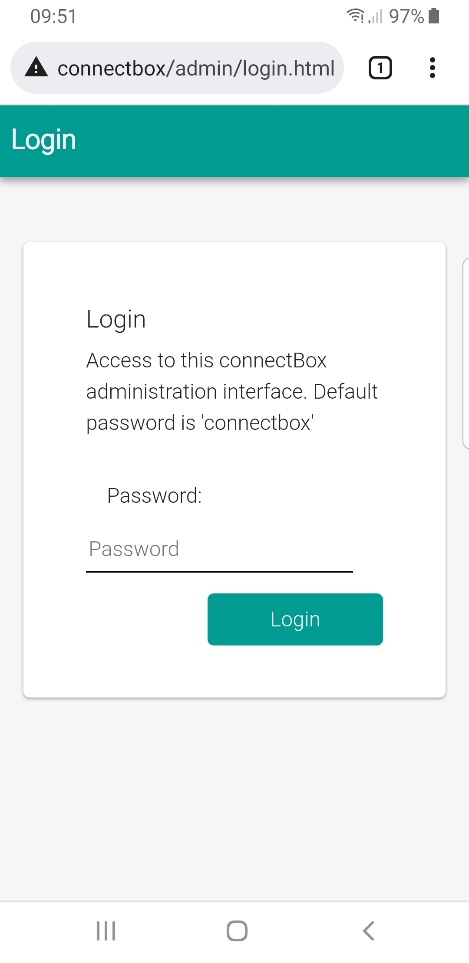 09:51
97%
connectbox/admin/login.html
1
Login
Login
Access to this connectBox
administration interface. Default
password is 'connectbox'
Password:
Password
Login